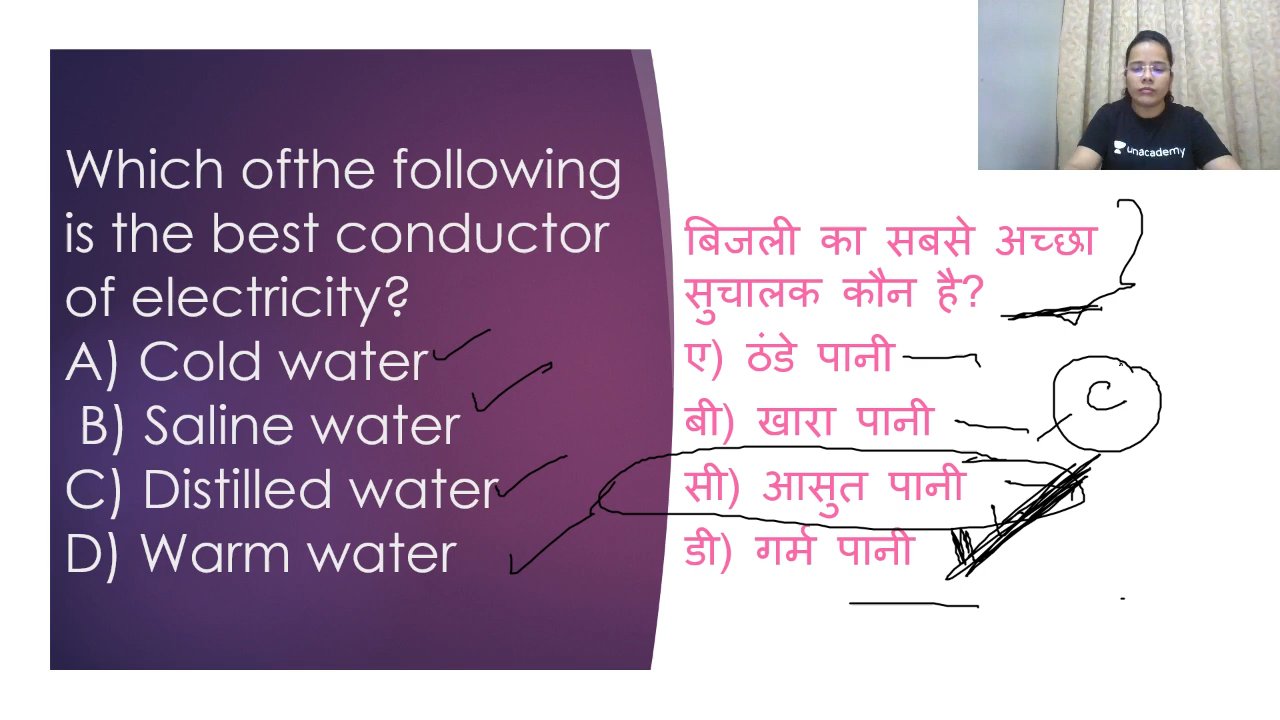 Which ofthe following
is the best conductor
of electricity?
A) Cold water
B) Saline water
C) Distilled water
D) Warm water
बिजली का सबसे अच्छा
सुचालक कौन है?
ए) ठंडे पानी
बी) खारा पानी
सी) आसुत पानी
डी) गर्म पानी
C
unacademy